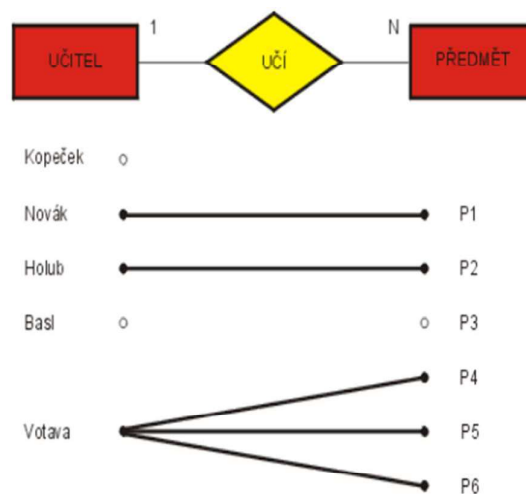 1 N
UČITEL UČÍ PŘEDMĚT
Kopeček
Novák P1
Holub P2
Basl P3
P4
Votava P5
P6